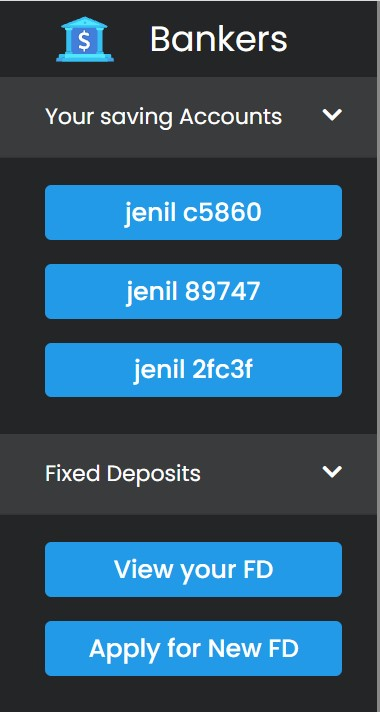 $
Bankers
Your saving Accounts
jenil c5860
jenil 89747
jenil 2fc3f
Fixed Deposits
View your FD
Apply for New FD